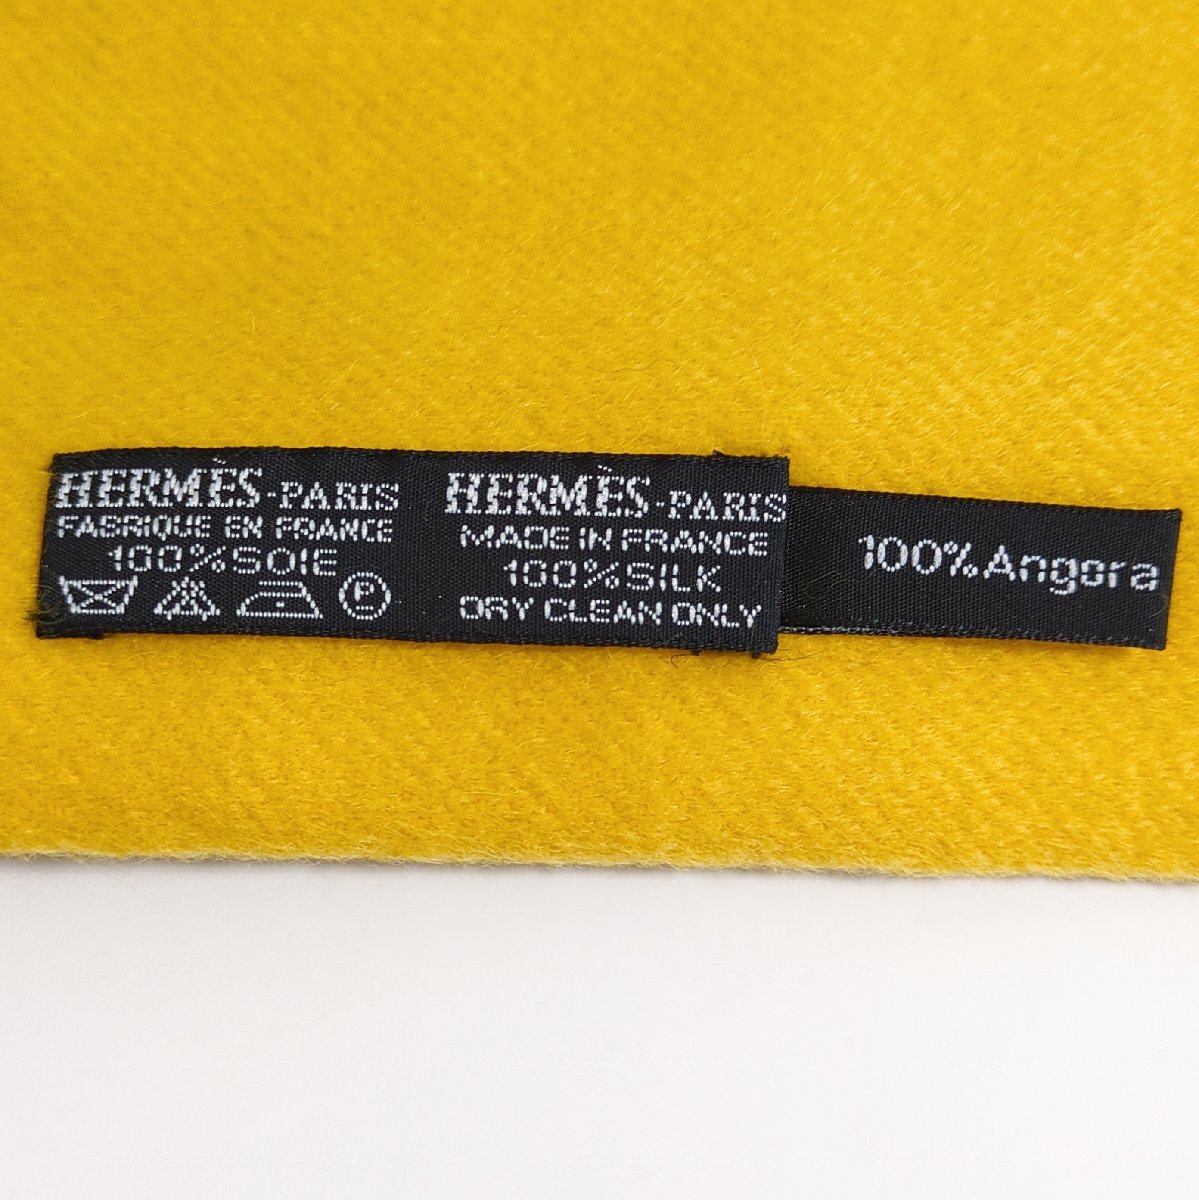 HERMÈS-PARIS
FABRIQUE EN FRANCE
100%SOIE
P
HERMÈS-PARIS
MADE IN FRANCE
100%SILK
DRY CLEAN ONLY
100%Angora